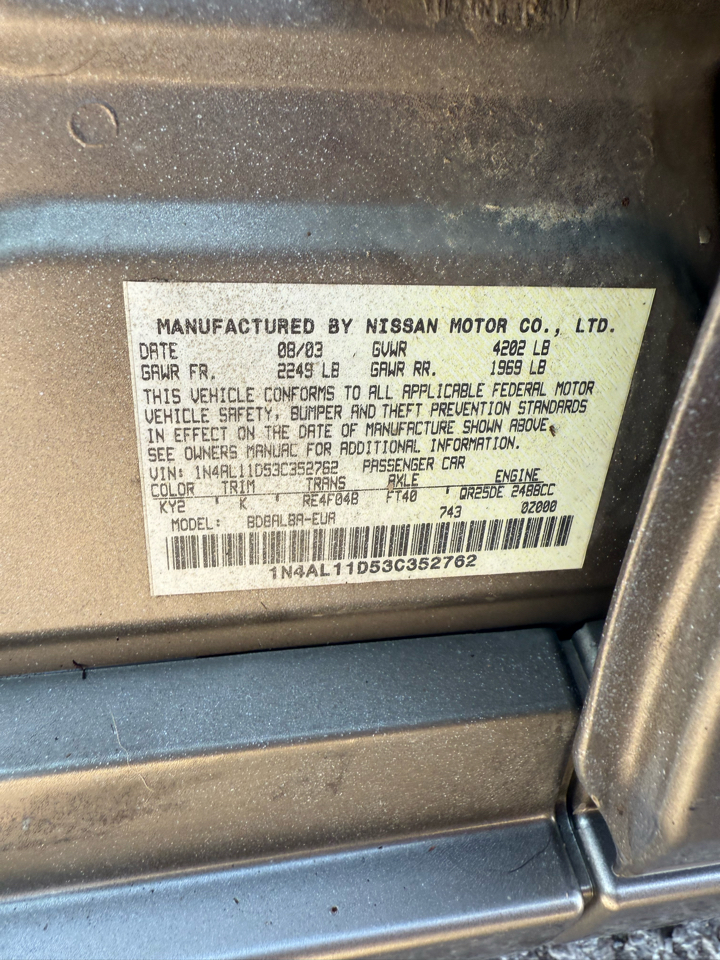 MANUFACTURED BY NISSAN MOTOR CO., LTD.
DATE 08/03 GVWR 4202 LB
GAWR FR. 2249 LB GAWR RR. 1969 LB
THIS VEHICLE CONFORMS TO ALL APPLICABLE FEDERAL MOTOR
VEHICLE SAFETY, BUMPER AND THEFT PREVENTION STANDARDS
IN EFFECT ON THE DATE OF MANUFACTURE SHOWN ABOVE.
SEE OWNERS MANUAL FOR ADDITIONAL INFORMATION.
VIN: 1N4AL11D53C352762 PASSENGER CAR
COLOR TRIM TRANS AXLE ENGINE
KY2 K RE4F04B FT40 QR25DE 2488CC
MODEL: BDBALBA-EUA 743 0Z000
1N4AL11D53C352762